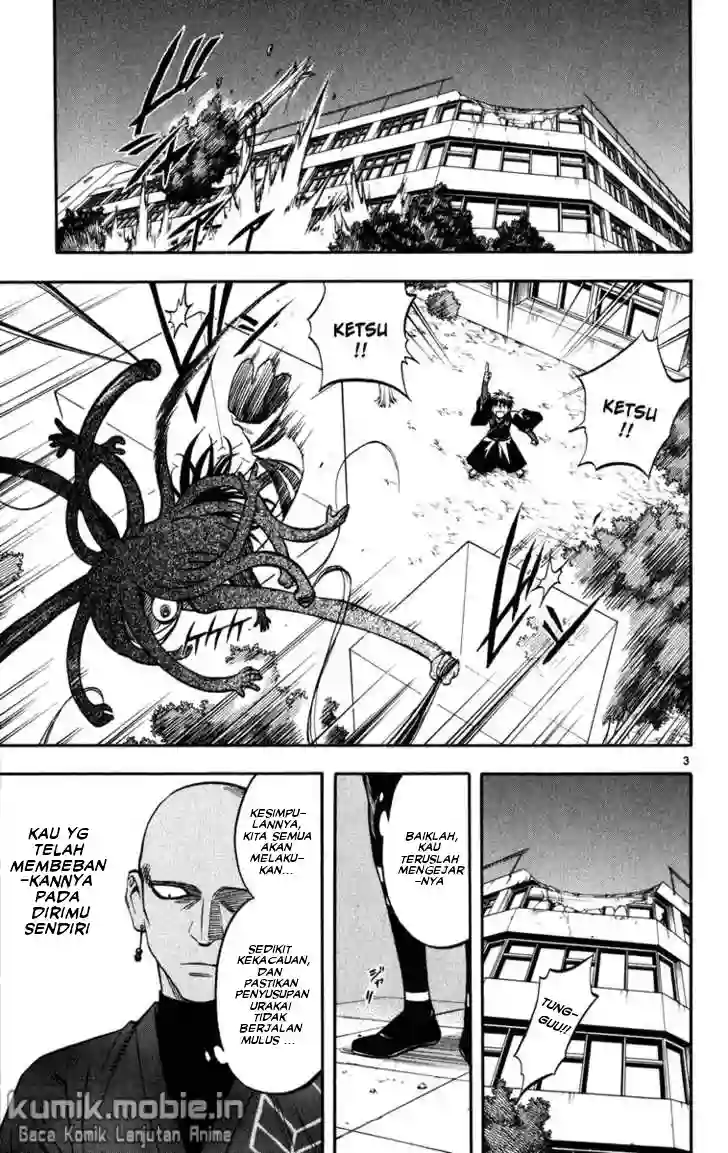 KETSU
!!
KETSU
!!
3
TUNG-
GUU!!
BAIKLAH,
KAU
TERUSLAH
MENGEJAR
-NYA
KESIMPU-
LANNYA,
KITA SEMUA
AKAN
MELAKU-
KAN...
SEDIKIT
KEKACAUAN,
DAN
PASTIKAN
PENYUSUPAN
URAKAI
TIDAK
BERJALAN
MULUS ...
KAU YG
TELAH
MEMBEBAN
-KANNYA
PADA
DIRIMU
SENDIRI
kumik.mobie.in
Baca Komik Lanjutan Anime